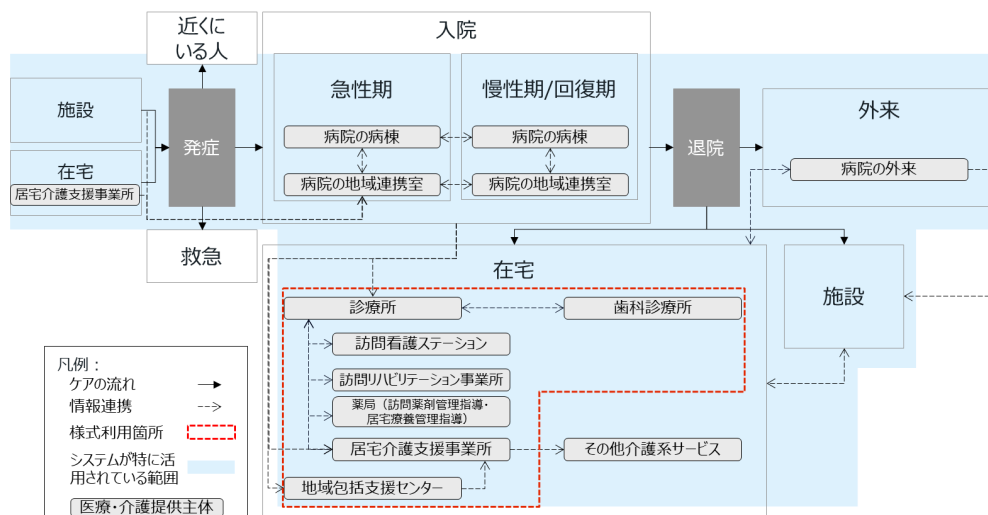 近くに
いる人
入院
急性期
慢性期/回復期
外来
施設
発症
病院の病棟
病院の病棟
退院
病院の外来
在宅
居宅介護支援事業所
病院の地域連携室
病院の地域連携室
救急
在宅
施設
診療所
歯科診療所
訪問看護ステーション
訪問リハビリテーション事業所
薬局（訪問薬剤管理指導・
居宅療養管理指導）
居宅介護支援事業所
その他介護系サービス
地域包括支援センター
凡例：
ケアの流れ
情報連携
様式利用箇所
システムが特に活
用されている範囲
医療・介護提供主体